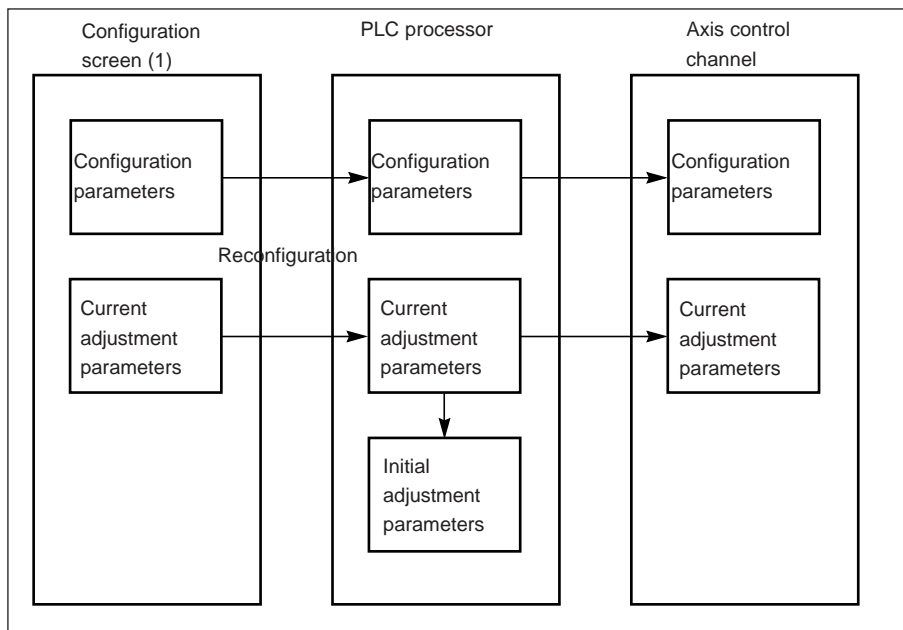 Configuration
screen (1)
PLC processor
Axis control
channel
Configuration
parameters
Configuration
parameters
Configuration
parameters
Reconfiguration
Current
adjustment
parameters
Current
adjustment
parameters
Current
adjustment
parameters
Initial
adjustment
parameters